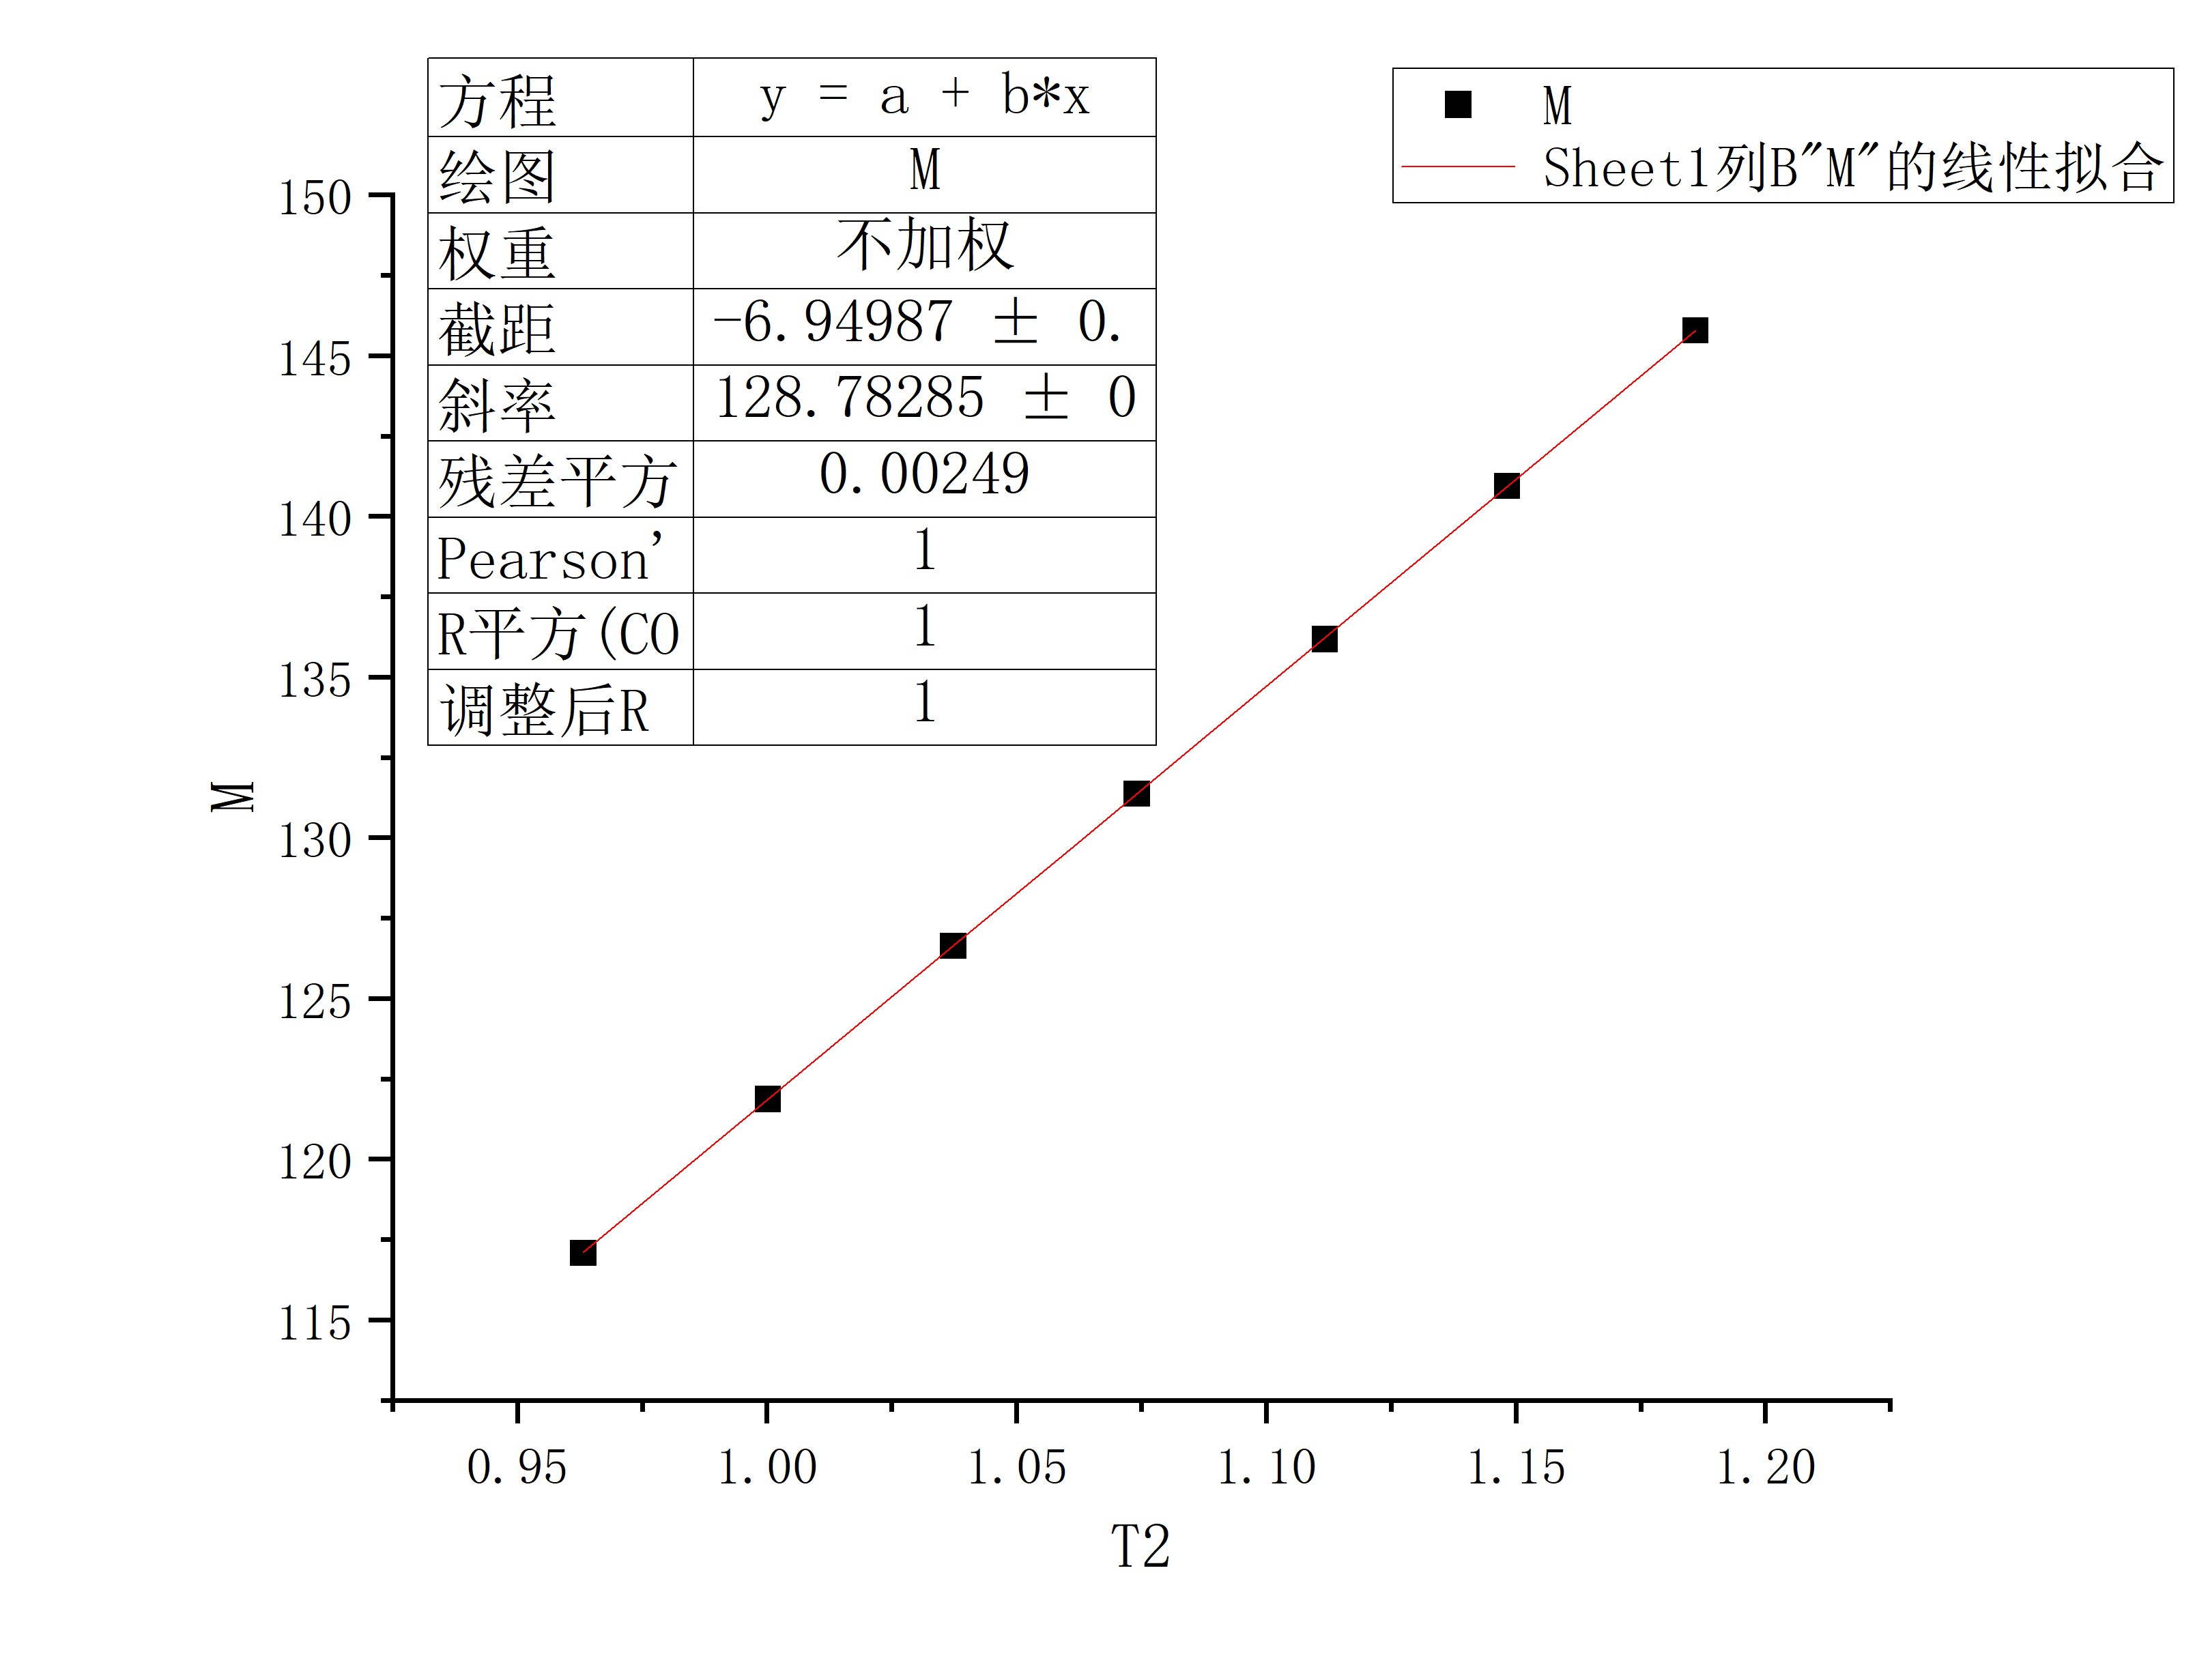 方程 y = a + b*x
绘图 M
权重 不加权
截距 -6.94987 ± 0.
斜率 128.78285 ± 0
残差平方 0.00249
Pearson' 1
R平方(CO 1
调整后R 1
M
Sheet1列B"M"的线性拟合
150
145
140
135
130
125
120
115
M
0.95 1.00 1.05 1.10 1.15 1.20
T2